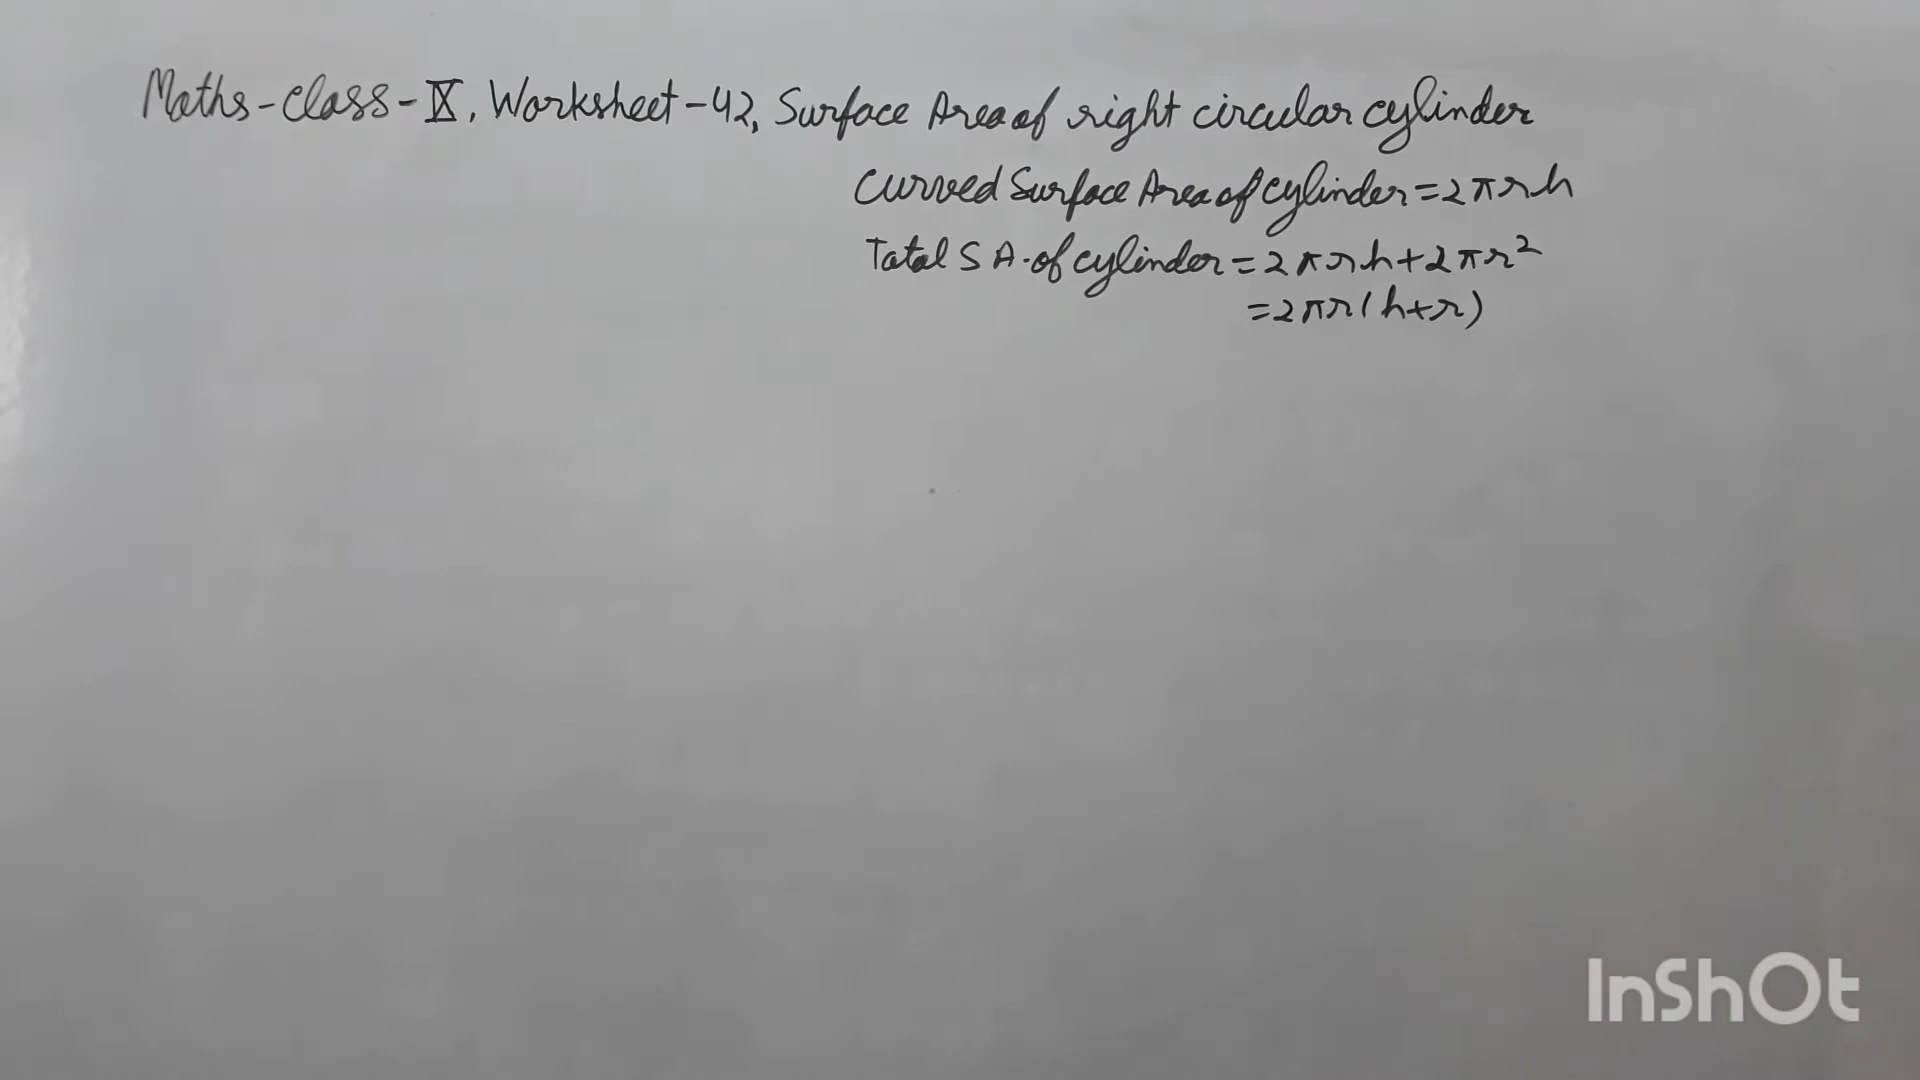 Maths-Class-IX, Worksheet-42, Surface Area of right circular cylinder
Curved Surface Area of cylinder = 2πrh
Total S A. of cylinder = 2πrh + 2πr²
= 2πr(h+r)
InShOt